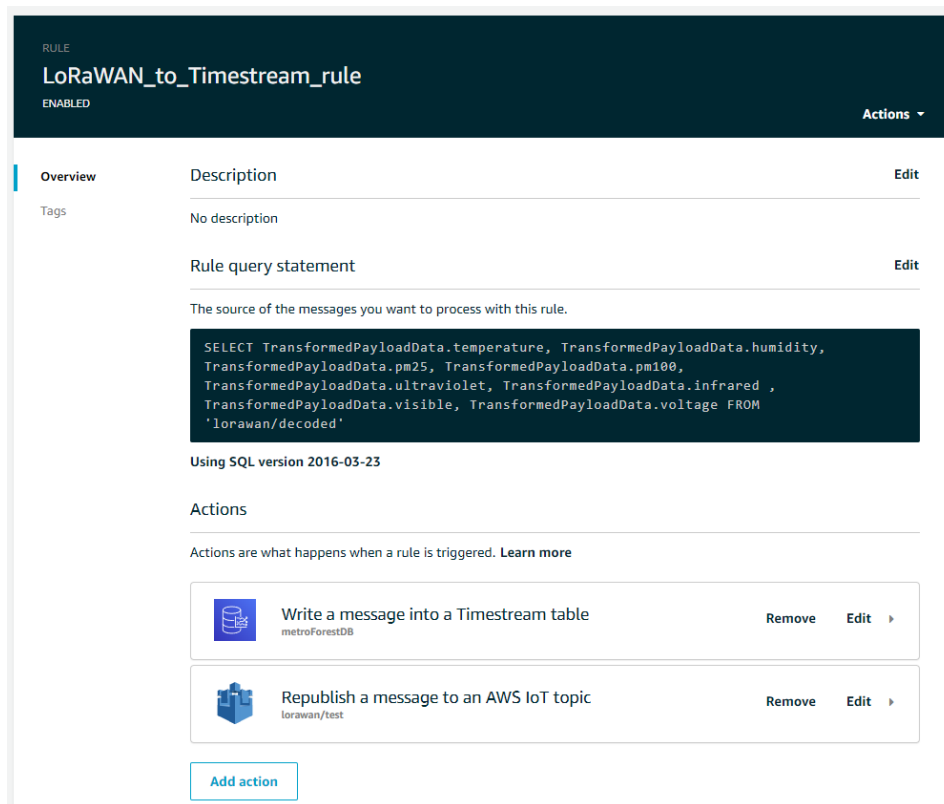 RULE
LoRaWAN_to_Timestream_rule
ENABLED
Actions
Overview
Tags
Description
Edit
No description
Rule query statement
Edit
The source of the messages you want to process with this rule.
SELECT TransformedPayloadData.temperature, TransformedPayloadData.humidity,
TransformedPayloadData.pm25, TransformedPayloadData.pm100,
TransformedPayloadData.ultraviolet, TransformedPayloadData.infrared ,
TransformedPayloadData.visible, TransformedPayloadData.voltage FROM
'lorawan/decoded'
Using SQL version 2016-03-23
Actions
Actions are what happens when a rule is triggered. Learn more
Write a message into a Timestream table
metroForestDB
Remove
Edit
Republish a message to an AWS IoT topic
lorawan/test
Remove
Edit
Add action